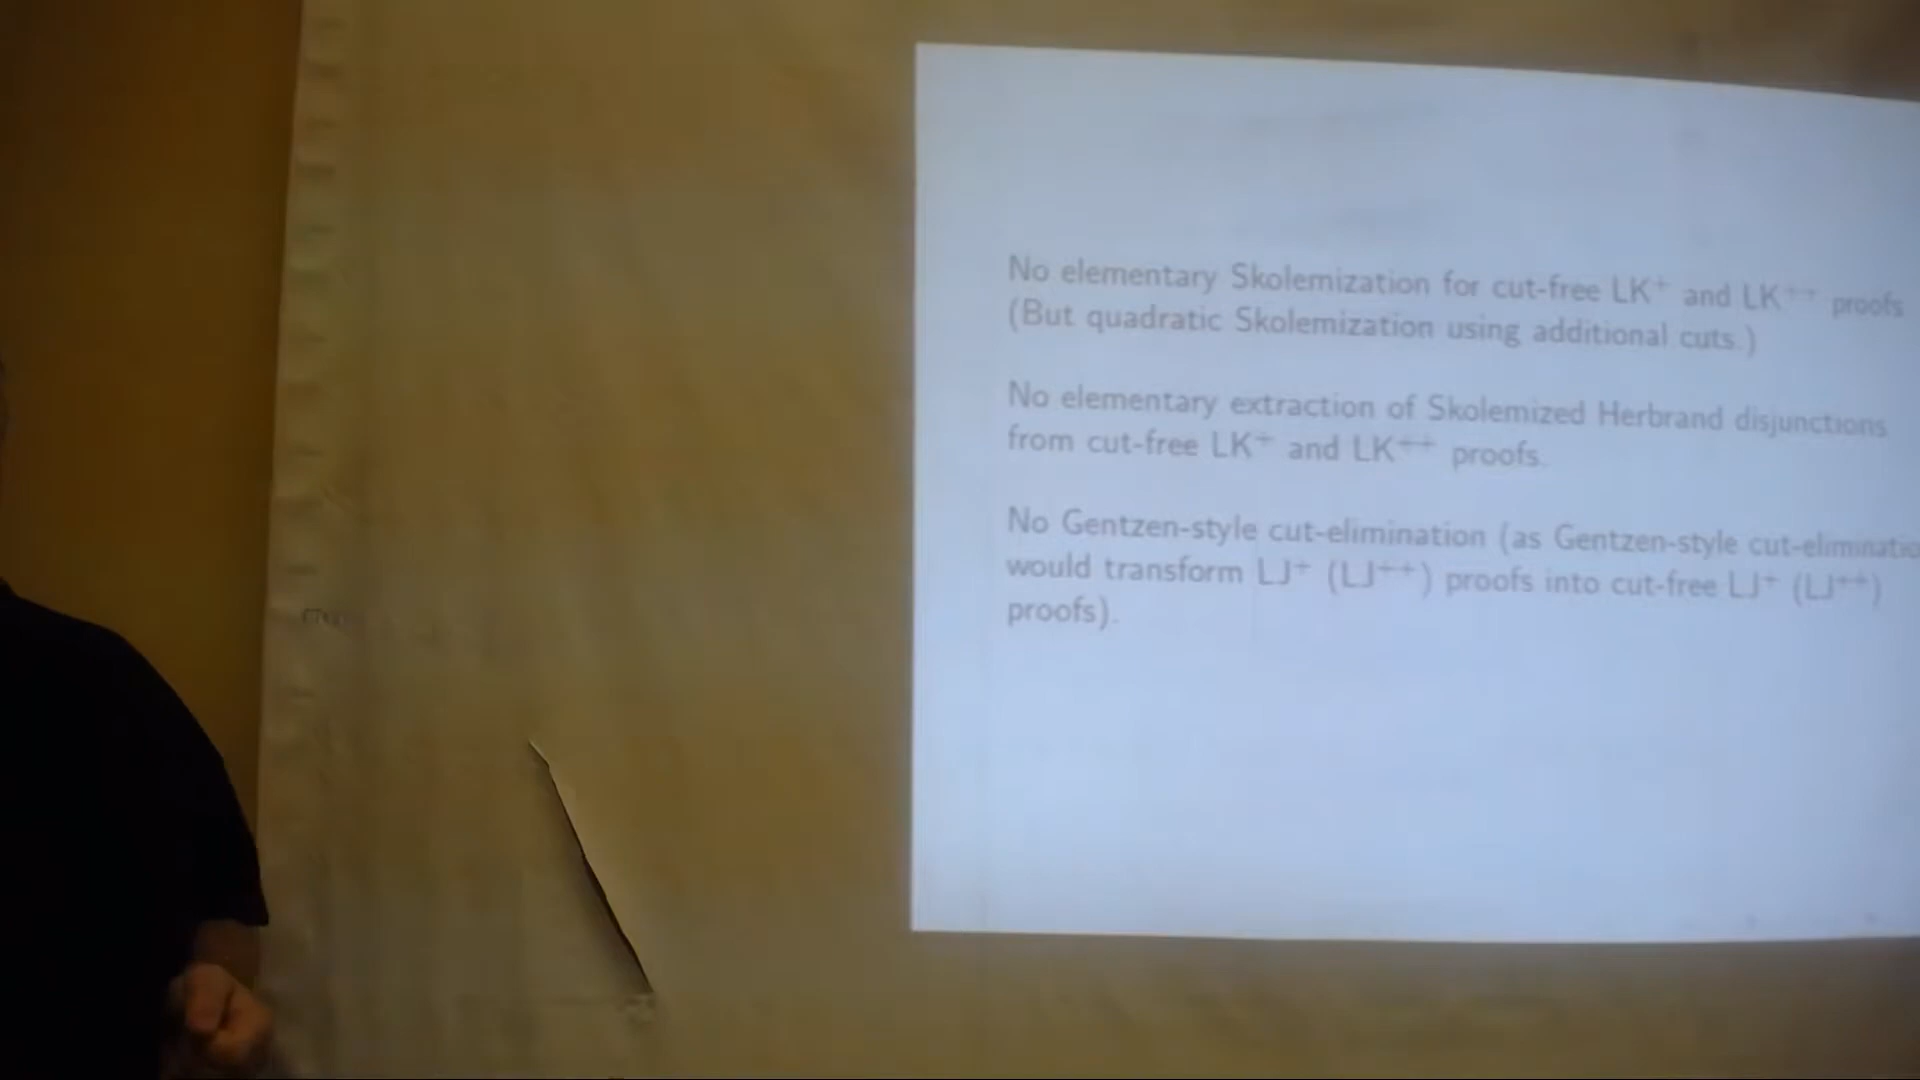 No elementary Skolemization for cut-free LK⁺ and LK⁺⁺ proofs
(But quadratic Skolemization using additional cuts.)
No elementary extraction of Skolemized Herbrand disjunctions
from cut-free LK⁺ and LK⁺⁺ proofs.
No Gentzen-style cut-elimination (as Gentzen-style cut-eliminatio
would transform LJ⁺ (LJ⁺⁺) proofs into cut-free LJ⁺ (LJ⁺⁺)
proofs).